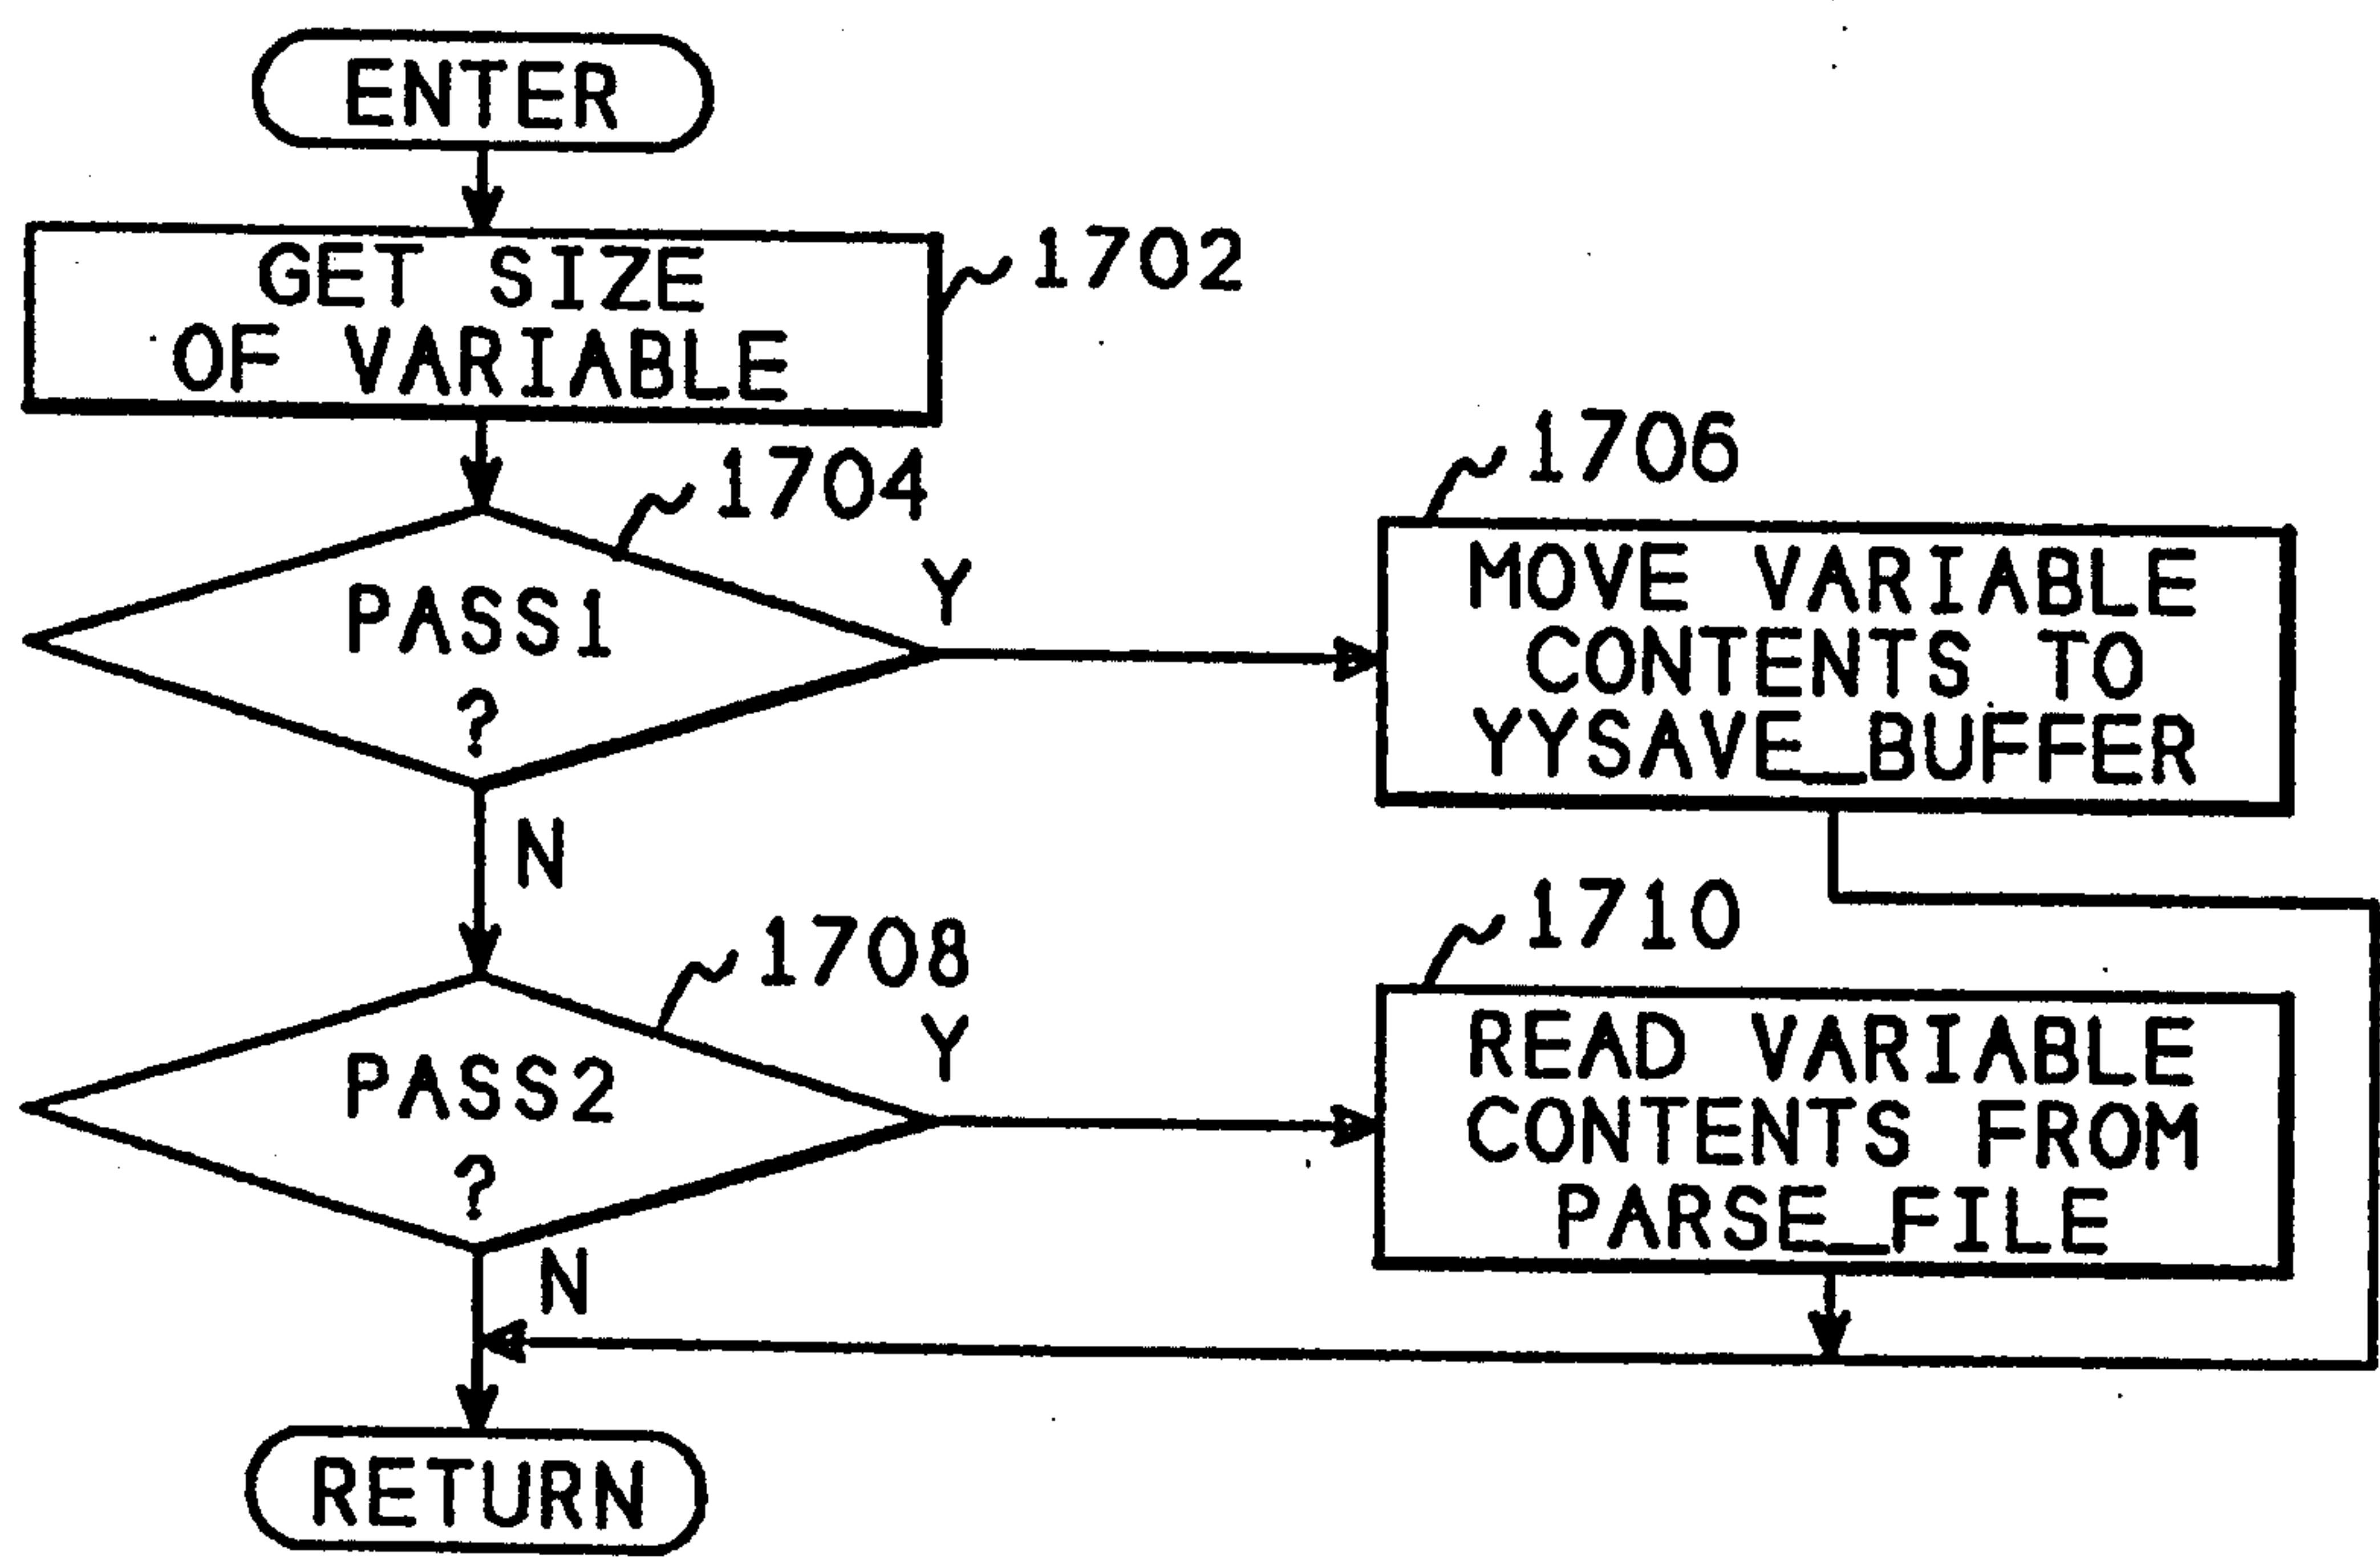 ENTER
GET SIZE
OF VARIABLE
1702
1704
PASS1
?
Y
N
1706
MOVE VARIABLE
CONTENTS TO
YYSAVE_BUFFER
1708
PASS2
?
Y
N
1710
READ VARIABLE
CONTENTS FROM
PARSE_FILE
RETURN